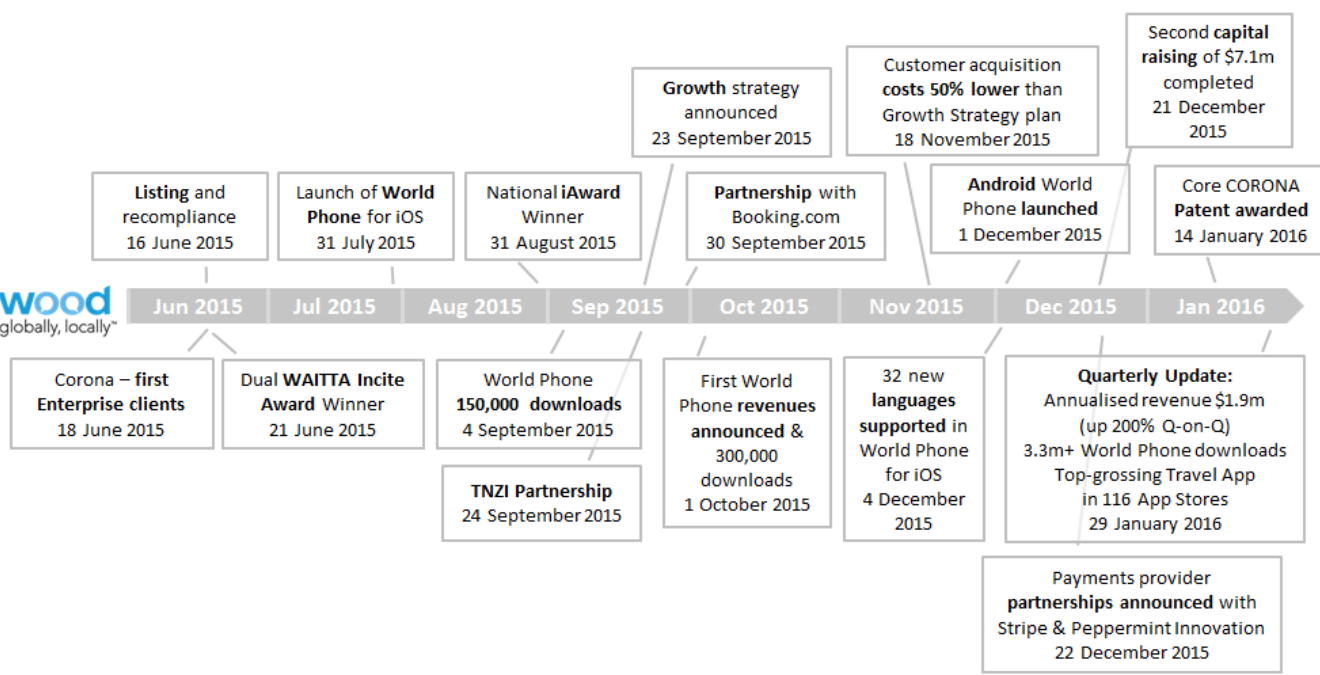 Second capital
raising of $7.1m
completed
21 December
2015
Customer acquisition
costs 50% lower than
Growth Strategy plan
18 November 2015
Growth strategy
announced
23 September 2015
Listing and
recompliance
16 June 2015
Launch of World
Phone for iOS
31 July 2015
National iAward
Winner
31 August 2015
Partnership with
Booking.com
30 September 2015
Android World
Phone launched
1 December 2015
Core CORONA
Patent awarded
14 January 2016
wood
globally, locally™
Jun 2015
Jul 2015
Aug 2015
Sep 2015
Oct 2015
Nov 2015
Dec 2015
Jan 2016
Corona – first
Enterprise clients
18 June 2015
Dual WAITTA Incite
Award Winner
21 June 2015
World Phone
150,000 downloads
4 September 2015
TNZI Partnership
24 September 2015
First World
Phone revenues
announced &
300,000
downloads
1 October 2015
32 new
languages
supported in
World Phone
for iOS
4 December
2015
Quarterly Update:
Annualised revenue $1.9m
(up 200% Q-on-Q)
3.3m+ World Phone downloads
Top-grossing Travel App
in 116 App Stores
29 January 2016
Payments provider
partnerships announced with
Stripe & Peppermint Innovation
22 December 2015